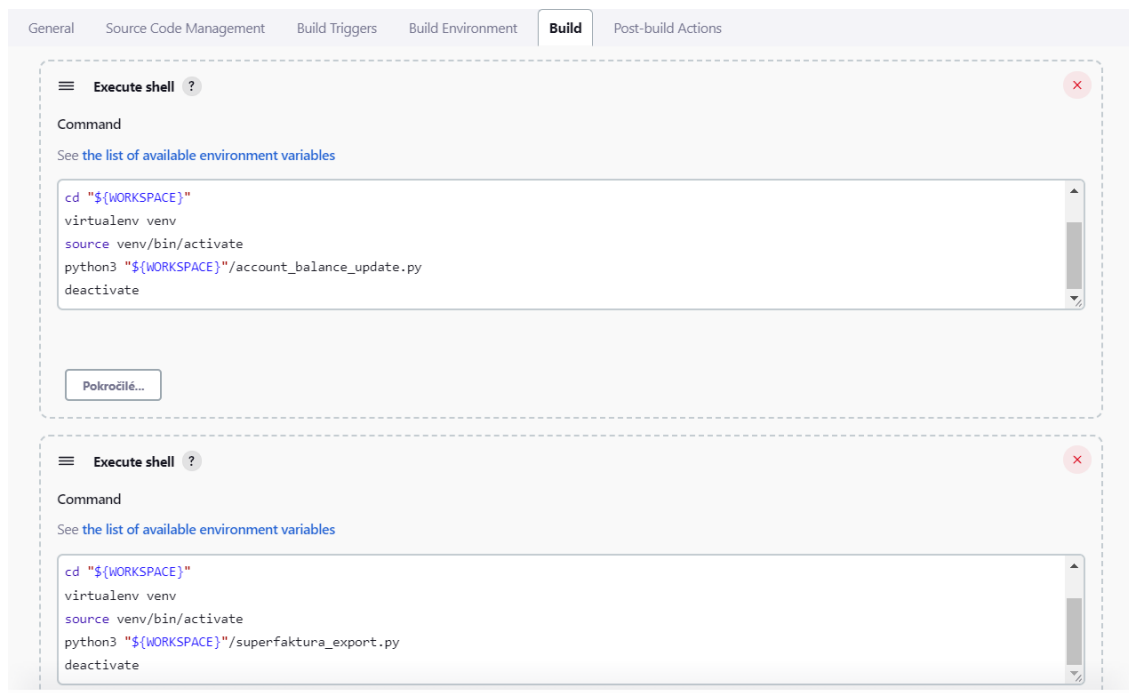 General Source Code Management Build Triggers Build Environment Build Post-build Actions
Execute shell ?
Command
See the list of available environment variables
cd "${WORKSPACE}"
virtualenv venv
source venv/bin/activate
python3 "${WORKSPACE}"/account_balance_update.py
deactivate
Pokročilé...
Execute shell ?
Command
See the list of available environment variables
cd "${WORKSPACE}"
virtualenv venv
source venv/bin/activate
python3 "${WORKSPACE}"/superfaktura_export.py
deactivate